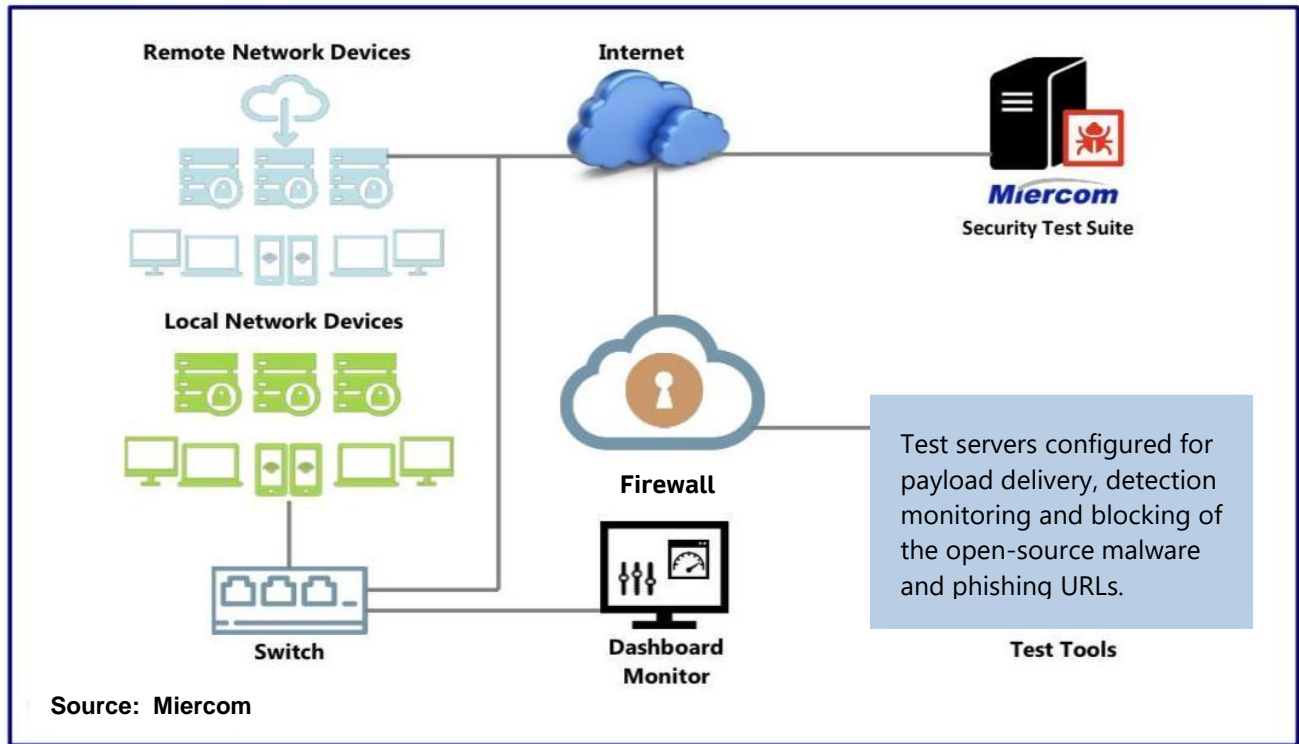 Remote Network Devices
Internet
Miercom
Security Test Suite
Local Network Devices
Firewall
Test servers configured for
payload delivery, detection
monitoring and blocking of
the open-source malware
and phishing URLs.
Switch
Dashboard
Monitor
Test Tools
Source: Miercom